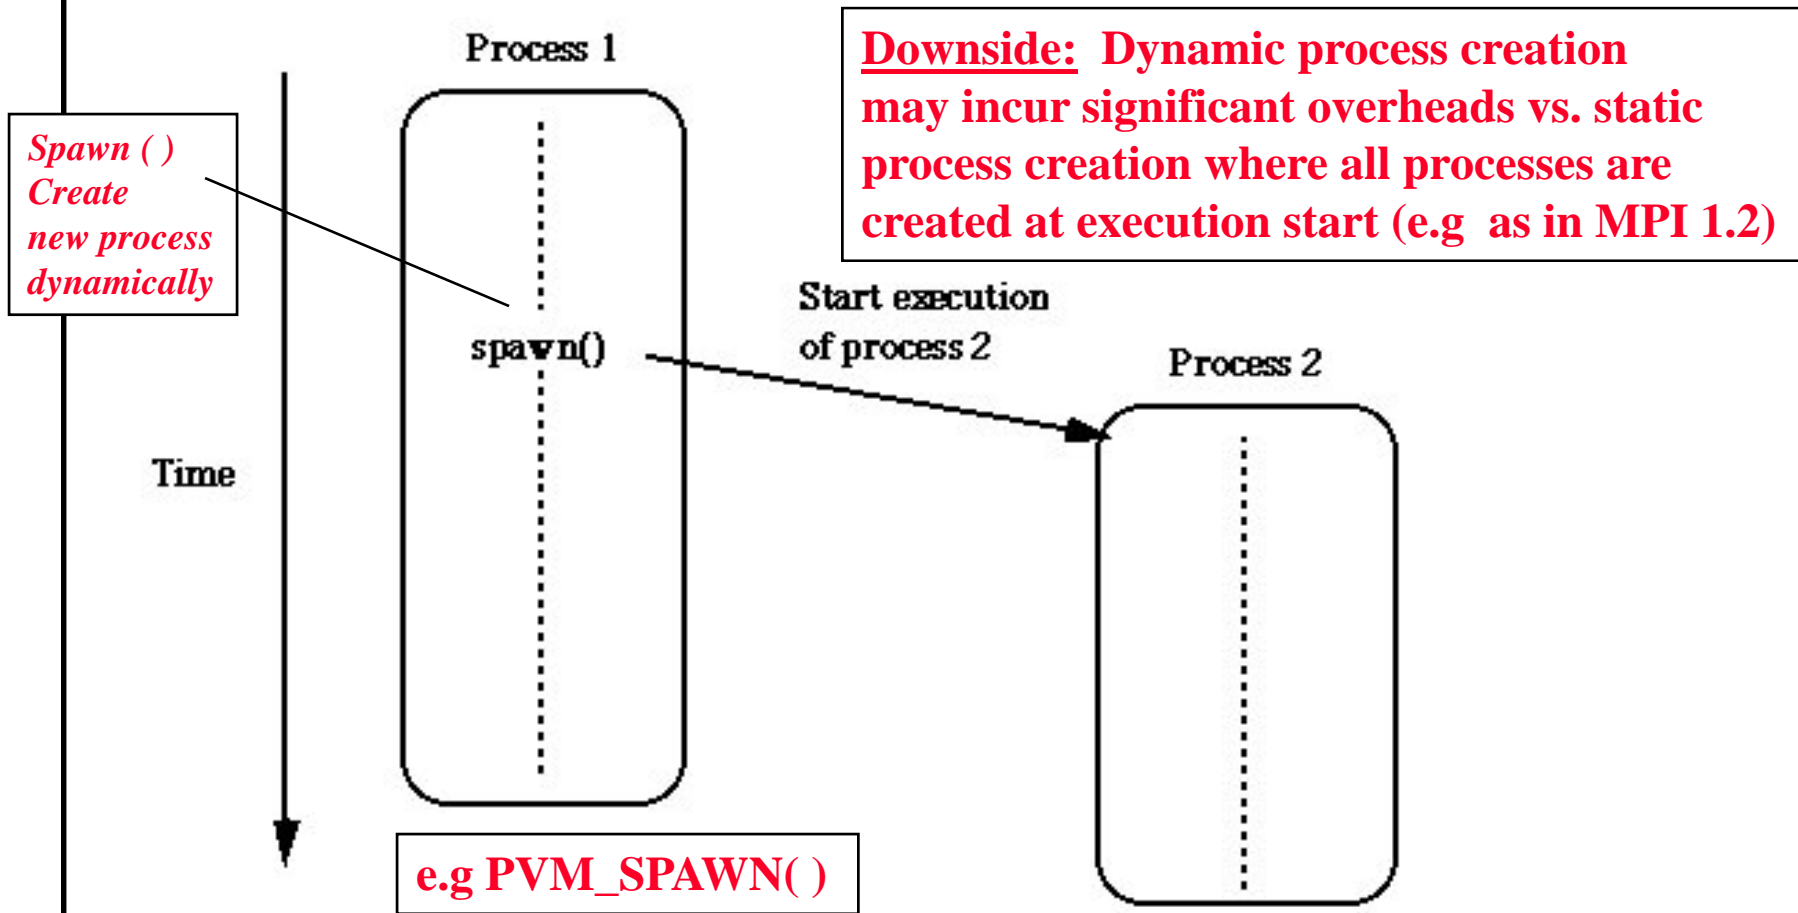 Process 1
Downside: Dynamic process creation
may incur significant overheads vs. static
process creation where all processes are
created at execution start (e.g as in MPI 1.2)
Spawn ( )
Create
new process
dynamically
Start execution
of process 2
spawn()
Process 2
Time
e.g PVM_SPAWN( )